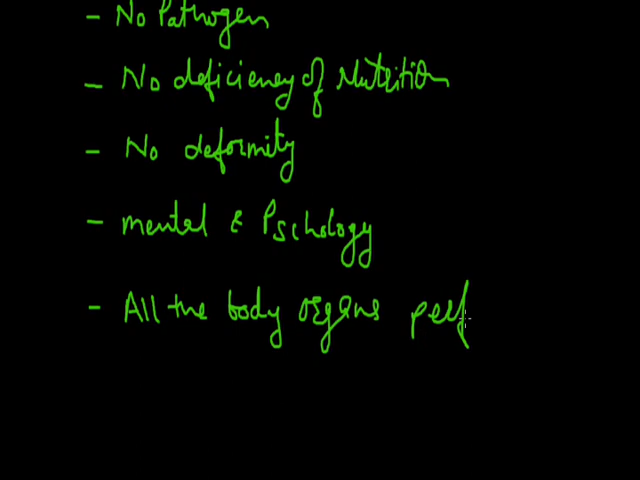 - No Pathogen
- No deficiency of Nutrition
- No deformity
- mental & Pschology
- All the body organs perf